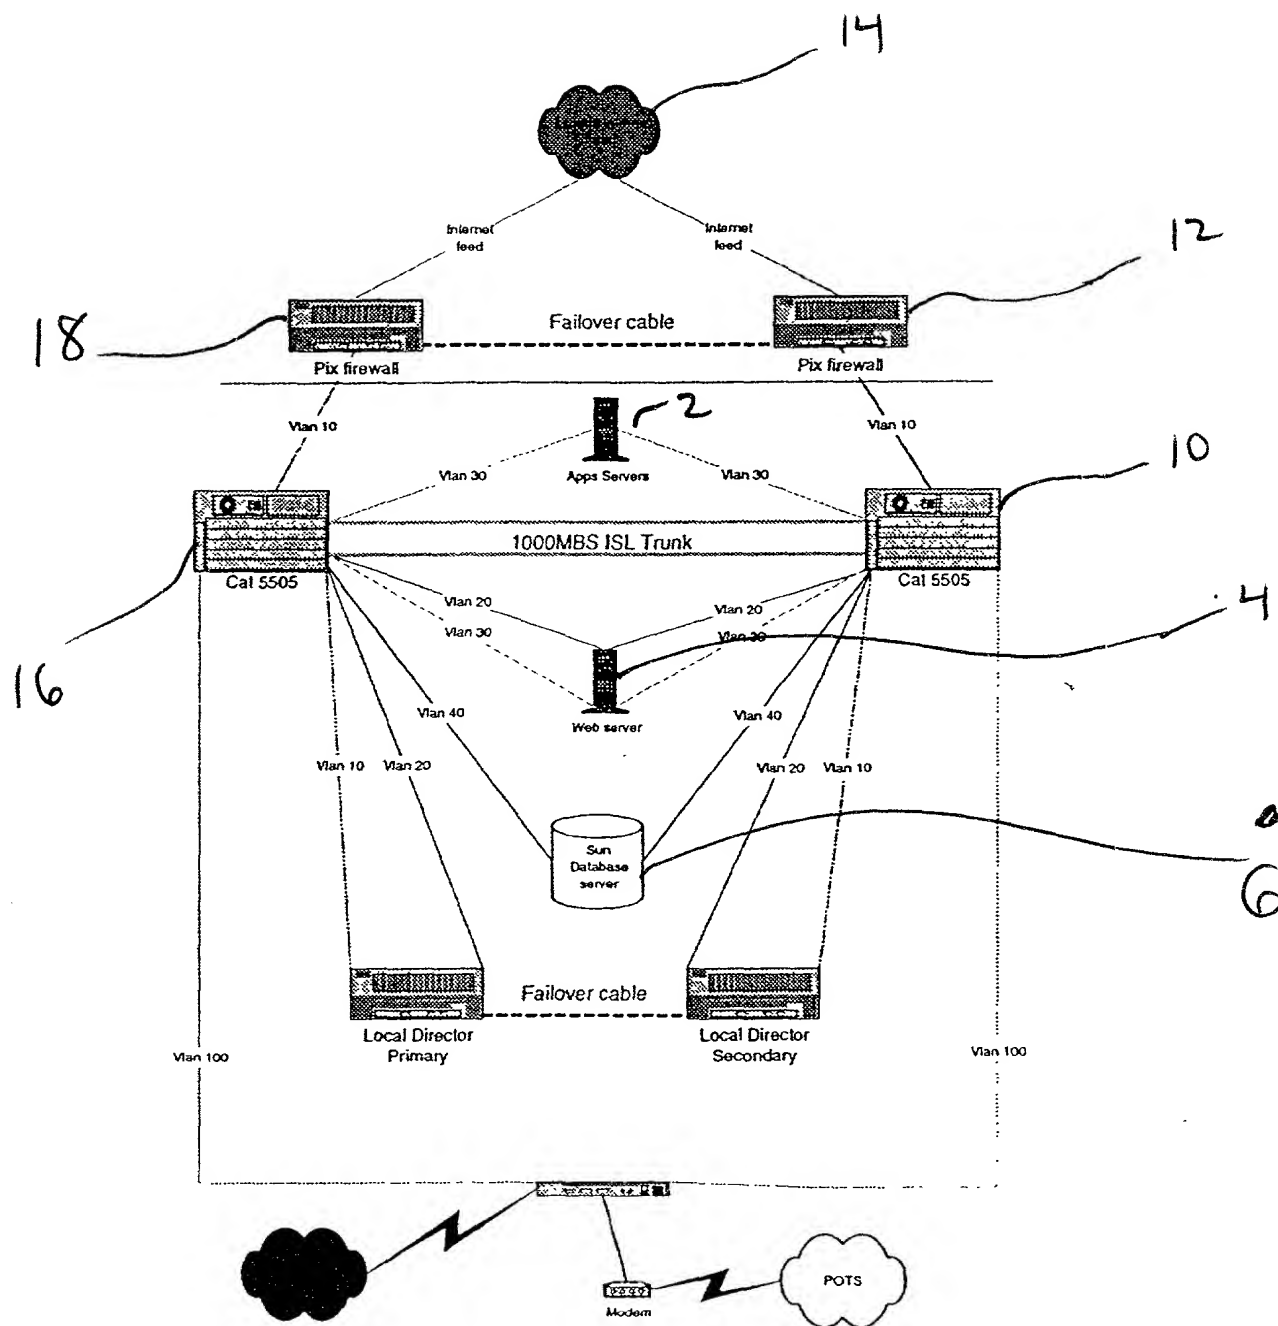 14
Internet
feed
Internet
feed
12
18
Failover cable
Pix firewall
Pix firewall
2
Vlan 10
Vlan 10
10
Vlan 30
Apps Servers
Vlan 30
1000MBS ISL Trunk
Cat 5505
Cat 5505
Vlan 20
Vlan 20
4
Vlan 30
Vlan 30
16
Vlan 40
Web server
Vlan 40
Vlan 10
Vlan 20
Vlan 20
Vlan 10
Sun
Database
server
6
Failover cable
Local Director
Primary
Local Director
Secondary
Vlan 100
Vlan 100
POTS
Modem